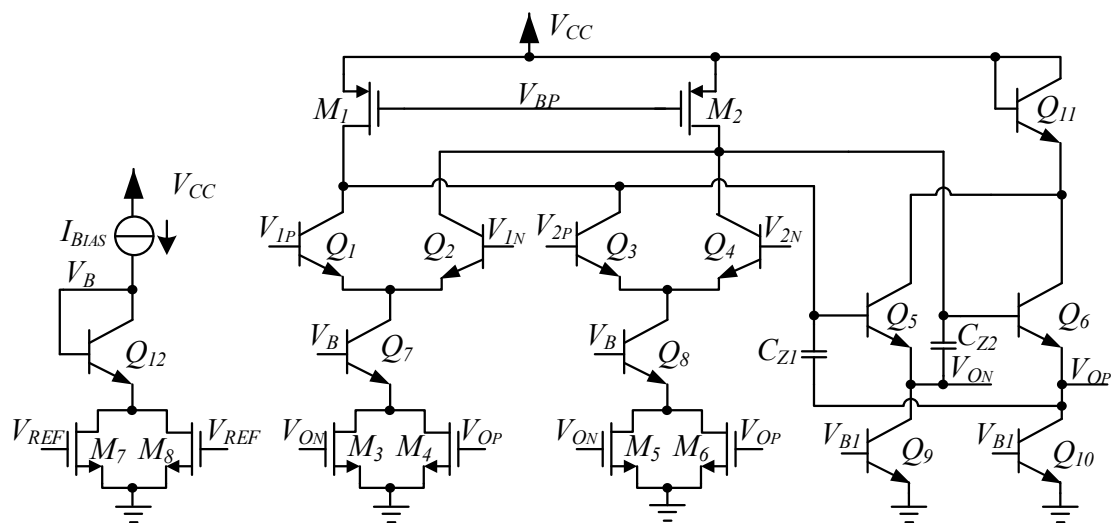 V_CC
M_1
V_BP
M_2
Q_11
V_CC
I_BIAS
V_B
Q_12
V_REF
M_7
M_8
V_REF
V_1P
Q_1
Q_2
V_1N
V_2P
Q_3
Q_4
V_2N
V_B
Q_7
V_B
Q_8
V_ON
M_3
M_4
V_OP
V_ON
M_5
M_6
V_OP
Q_5
Q_6
C_Z1
C_Z2
V_ON
V_OP
V_B1
Q_9
V_B1
Q_10